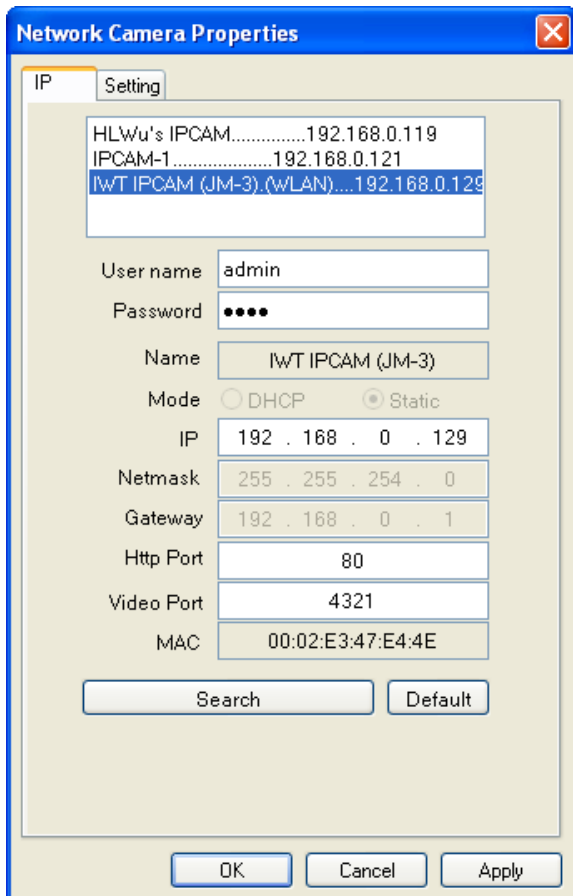 Network Camera Properties
IP Setting
HLWu's IPCAM..............192.168.0.119
IPCAM-1...................192.168.0.121
IWT IPCAM (JM-3).(WLAN)....192.168.0.129
User name admin
Password ●●●●
Name IWT IPCAM (JM-3)
Mode DHCP Static
IP 192 . 168 . 0 . 129
Netmask 255 . 255 . 254 . 0
Gateway 192 . 168 . 0 . 1
Http Port 80
Video Port 4321
MAC 00:02:E3:47:E4:4E
Search Default
OK Cancel Apply